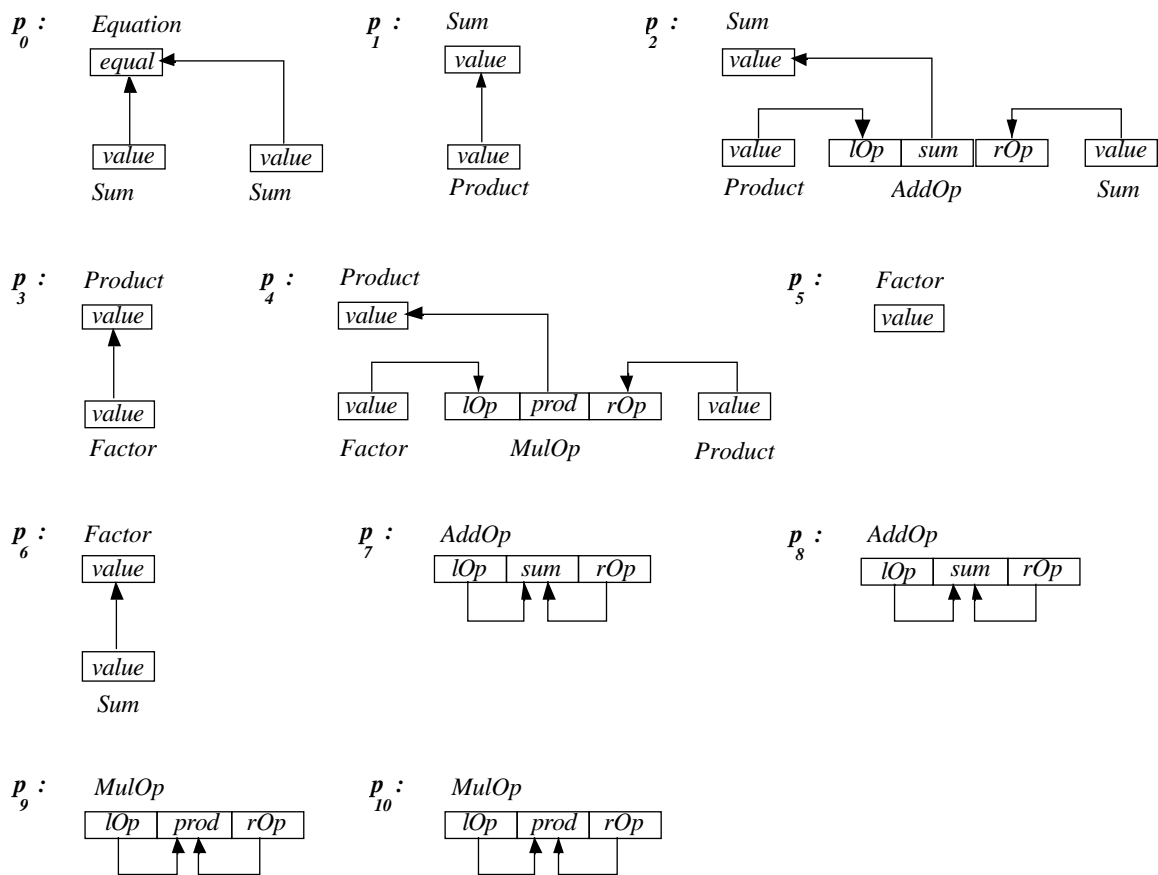 p0 : Equation p1 : Sum p2 : Sum
equal value value
value value value value lOp sum rOp value
Sum Sum Product Product AddOp Sum
p3 : Product p4 : Product p5 : Factor
value value value
value value lOp prod rOp value
Factor Factor MulOp Product
p6 : Factor p7 : AddOp p8 : AddOp
value lOp sum rOp lOp sum rOp
value
Sum
p9 : MulOp p10 : MulOp
lOp prod rOp lOp prod rOp